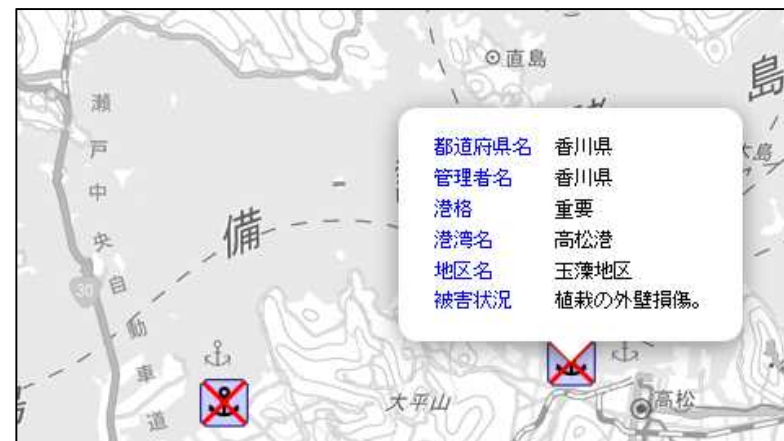 直島
島
瀬戸中央自動車道
30
備
大島
都道府県名 香川県
管理者名 香川県
港格 重要
港湾名 高松港
地区名 玉藻地区
被害状況 植栽の外壁損傷。
大平山
高松